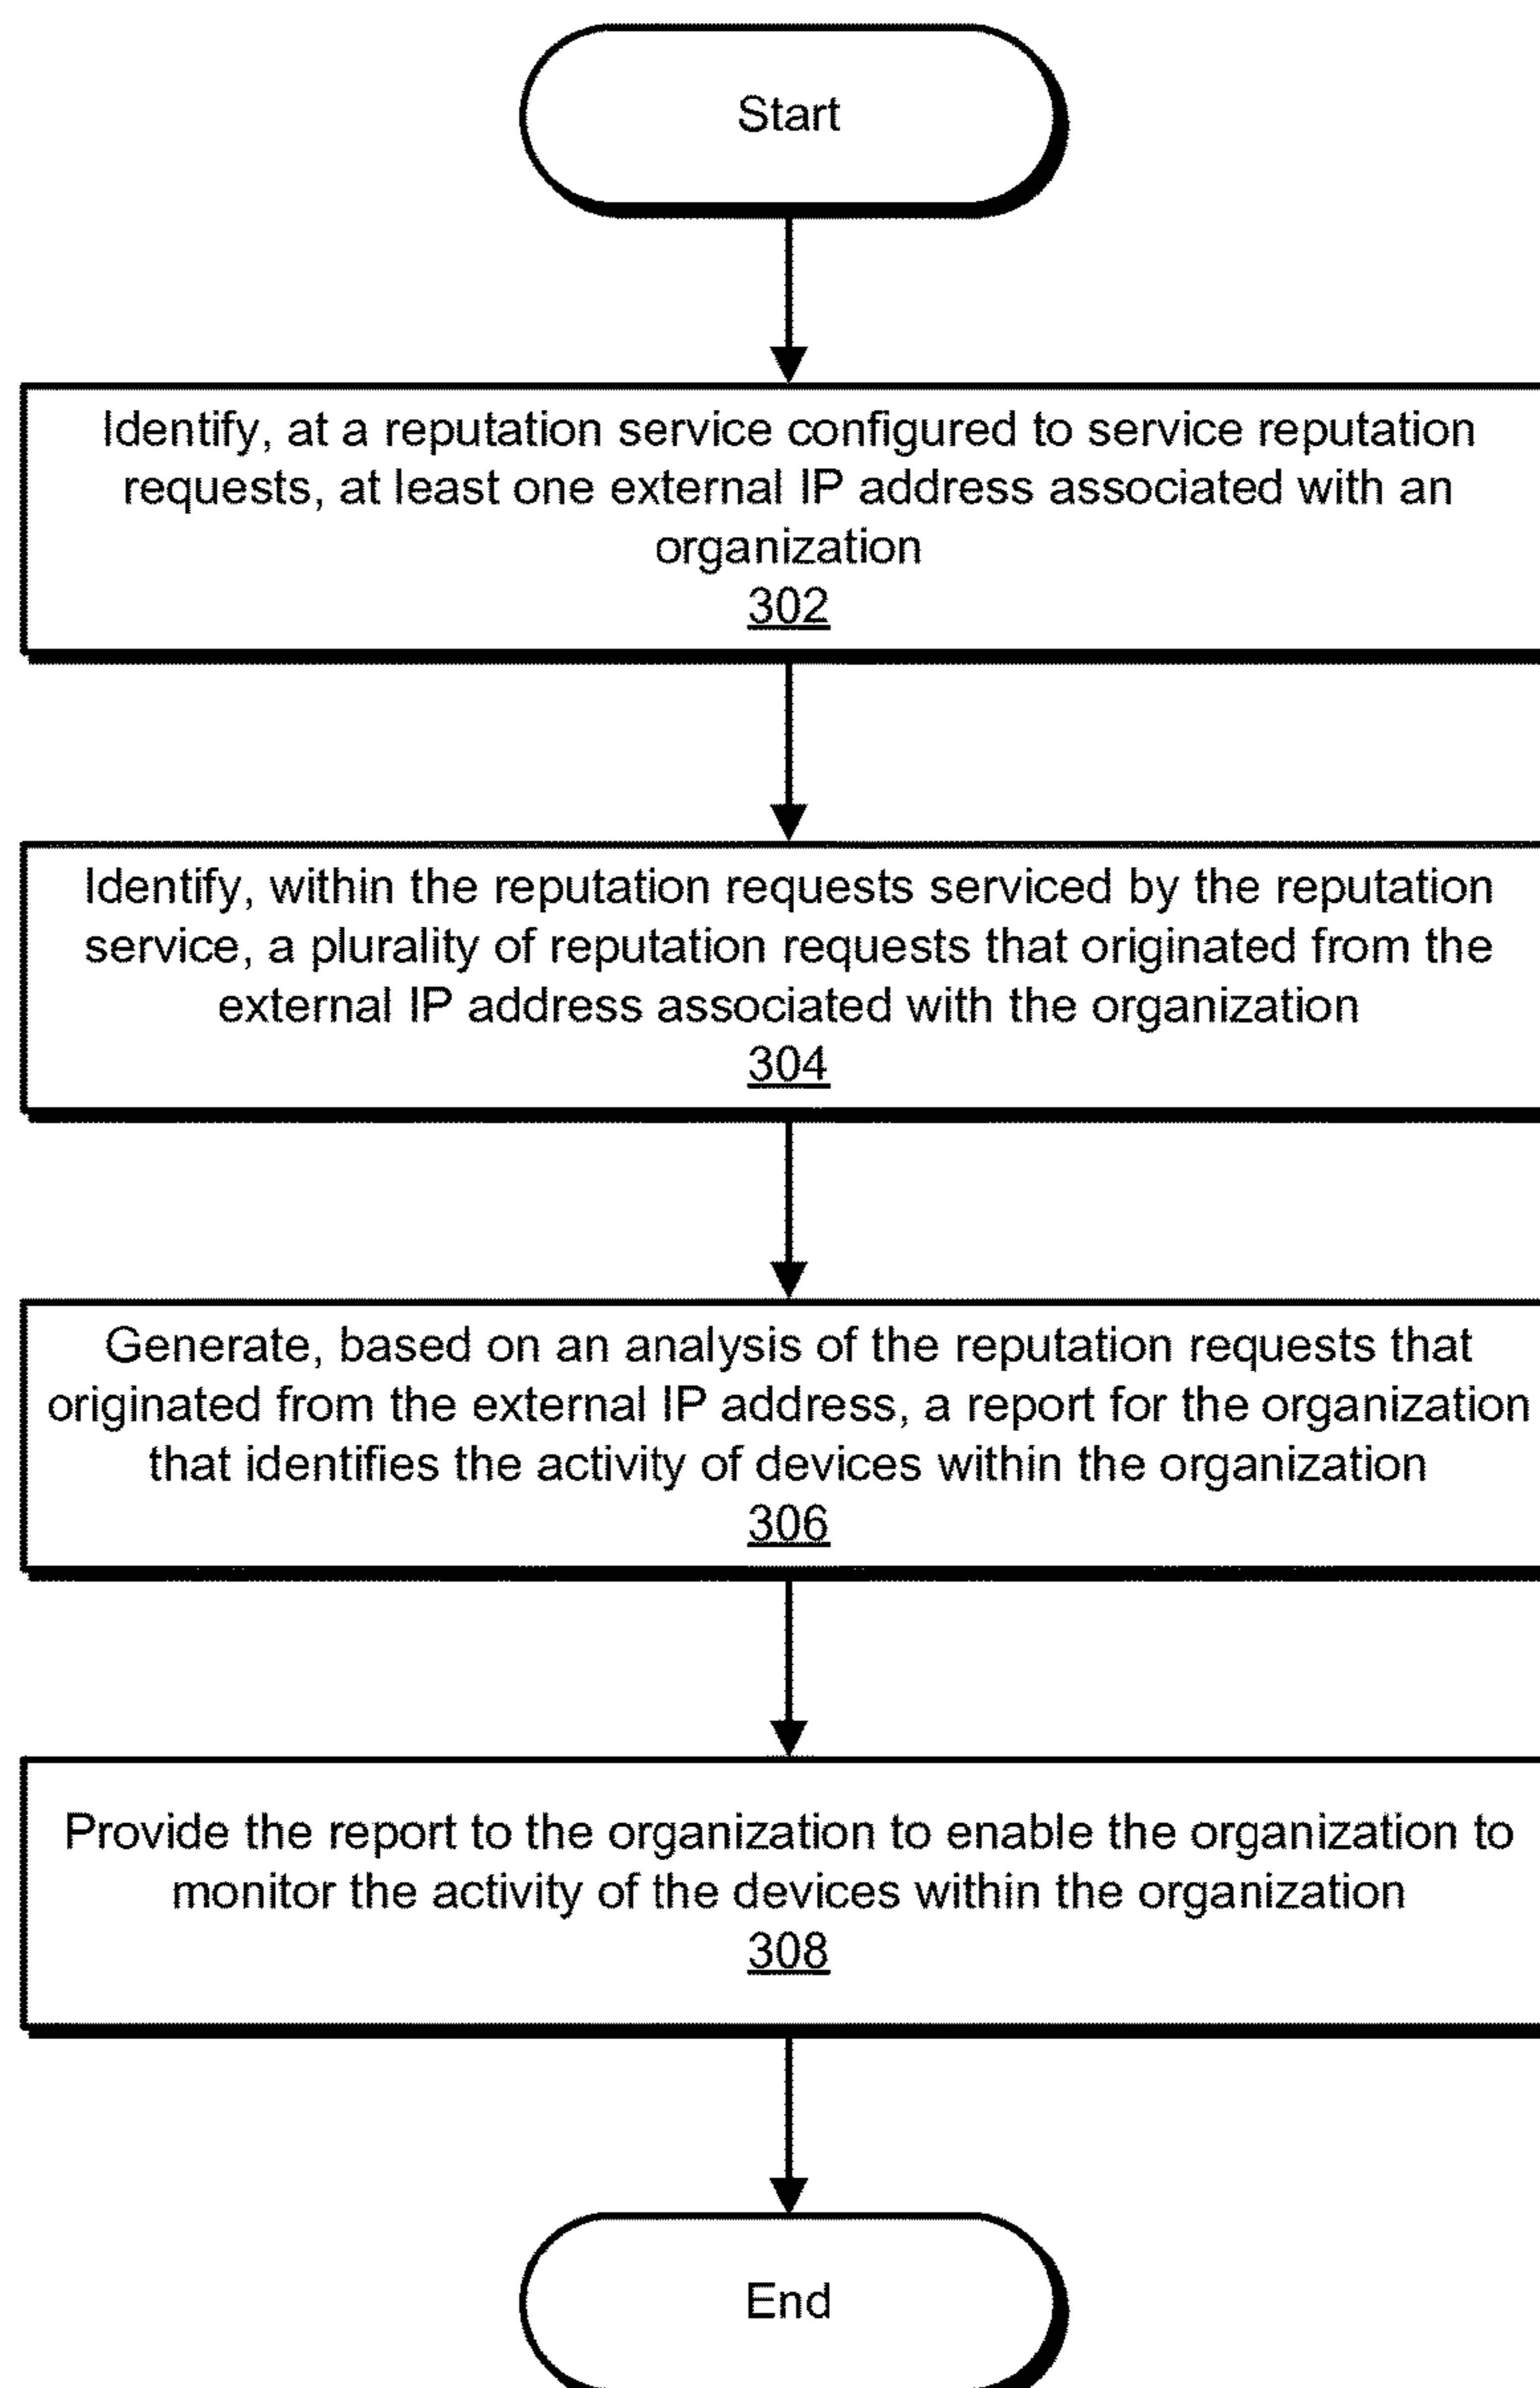 Start
Identify, at a reputation service configured to service reputation
requests, at least one external IP address associated with an
organization
302
Identify, within the reputation requests serviced by the reputation
service, a plurality of reputation requests that originated from the
external IP address associated with the organization
304
Generate, based on an analysis of the reputation requests that
originated from the external IP address, a report for the organization
that identifies the activity of devices within the organization
306
Provide the report to the organization to enable the organization to
monitor the activity of the devices within the organization
308
End